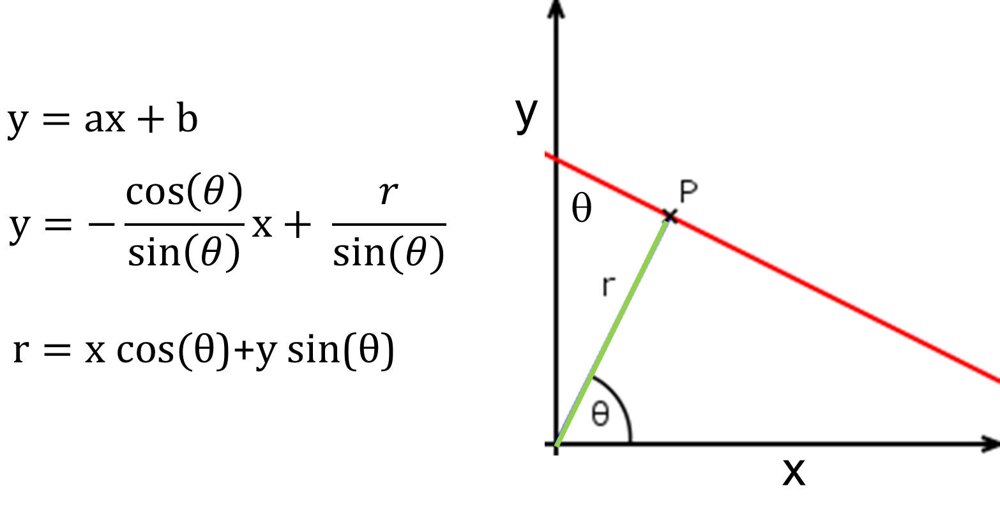 y = ax + b
y = − cos(θ)/sin(θ) x + r/sin(θ)
r = x cos(θ)+y sin(θ)
y
θ
P
r
θ
x